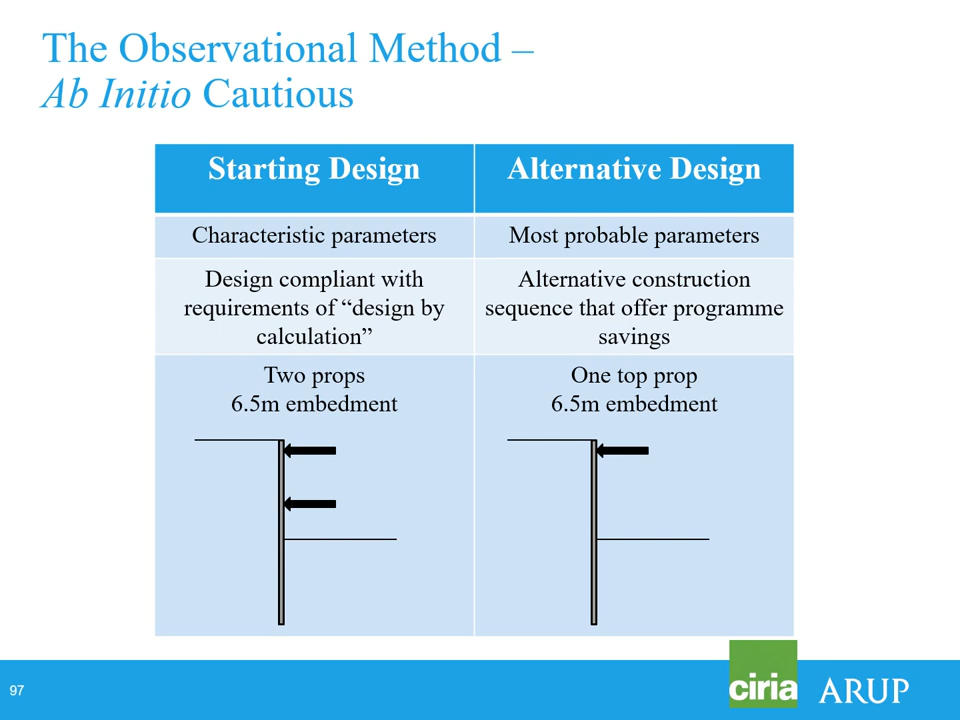 The Observational Method –
Ab Initio Cautious
Starting Design
Alternative Design
Characteristic parameters
Most probable parameters
Design compliant with
requirements of “design by
calculation”
Alternative construction
sequence that offer programme
savings
Two props
6.5m embedment
One top prop
6.5m embedment
97
ciria
ARUP